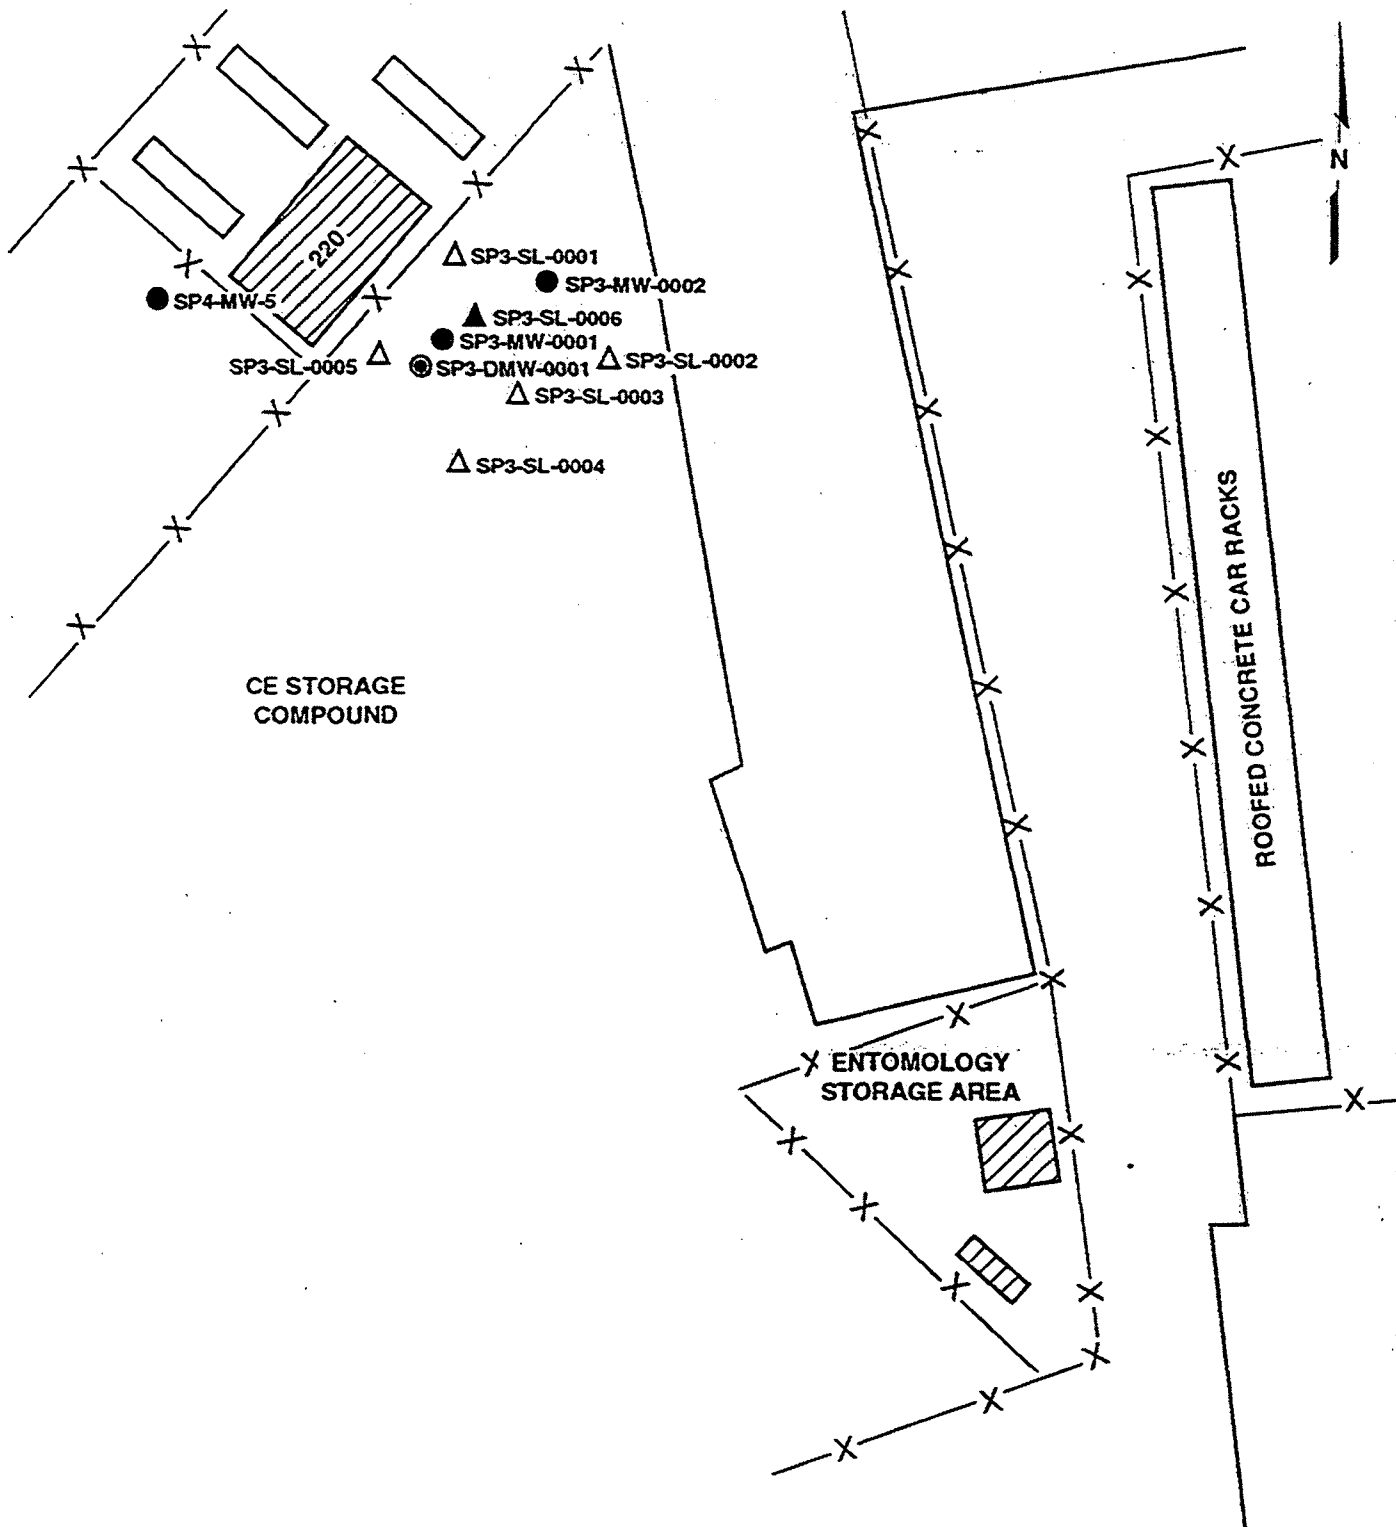 N
220
SP3-SL-0001
SP3-MW-0002
SP4-MW-5
SP3-SL-0006
SP3-MW-0001
SP3-SL-0005
SP3-DMW-0001
SP3-SL-0002
SP3-SL-0003
SP3-SL-0004
CE STORAGE
COMPOUND
ROOFED CONCRETE CAR RACKS
ENTOMOLOGY
STORAGE AREA